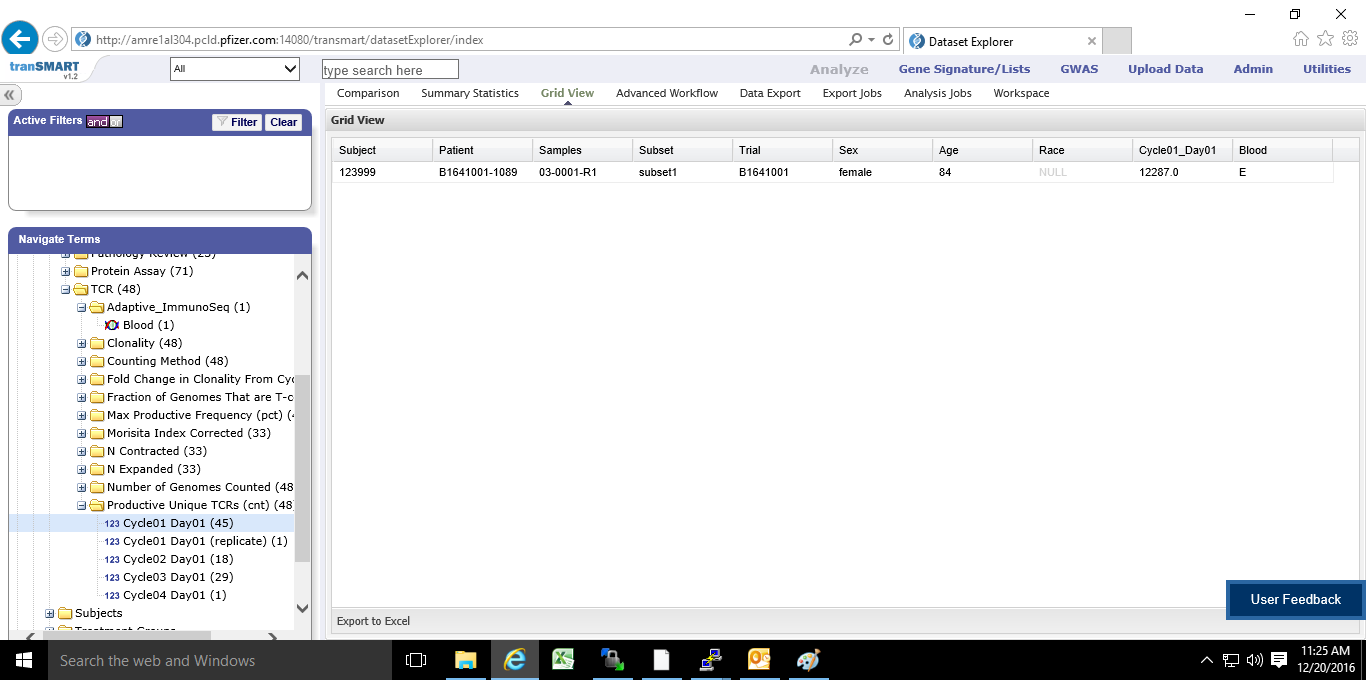 http://amre1al304.pcld.pfizer.com:14080/transmart/datasetExplorer/index
Dataset Explorer
tranSMART
v1.2
All
type search here
Analyze
Gene Signature/Lists
GWAS
Upload Data
Admin
Utilities
Comparison
Summary Statistics
Grid View
Advanced Workflow
Data Export
Export Jobs
Analysis Jobs
Workspace
Active Filters and or
Filter
Clear
Grid View
Subject Patient Samples Subset Trial Sex Age Race Cycle01_Day01 Blood
123999 B1641001-1089 03-0001-R1 subset1 B1641001 female 84 NULL 12287.0 E
Navigate Terms
Pathology Review (23)
Protein Assay (71)
TCR (48)
Adaptive_ImmunoSeq (1)
Blood (1)
Clonality (48)
Counting Method (48)
Fold Change in Clonality From Cyc
Fraction of Genomes That are T-c
Max Productive Frequency (pct) (4
Morisita Index Corrected (33)
N Contracted (33)
N Expanded (33)
Number of Genomes Counted (48
Productive Unique TCRs (cnt) (48
123 Cycle01 Day01 (45)
123 Cycle01 Day01 (replicate) (1)
123 Cycle02 Day01 (18)
123 Cycle03 Day01 (29)
123 Cycle04 Day01 (1)
Subjects
Treatment Groups
Export to Excel
User Feedback
Search the web and Windows
11:25 AM
12/20/2016